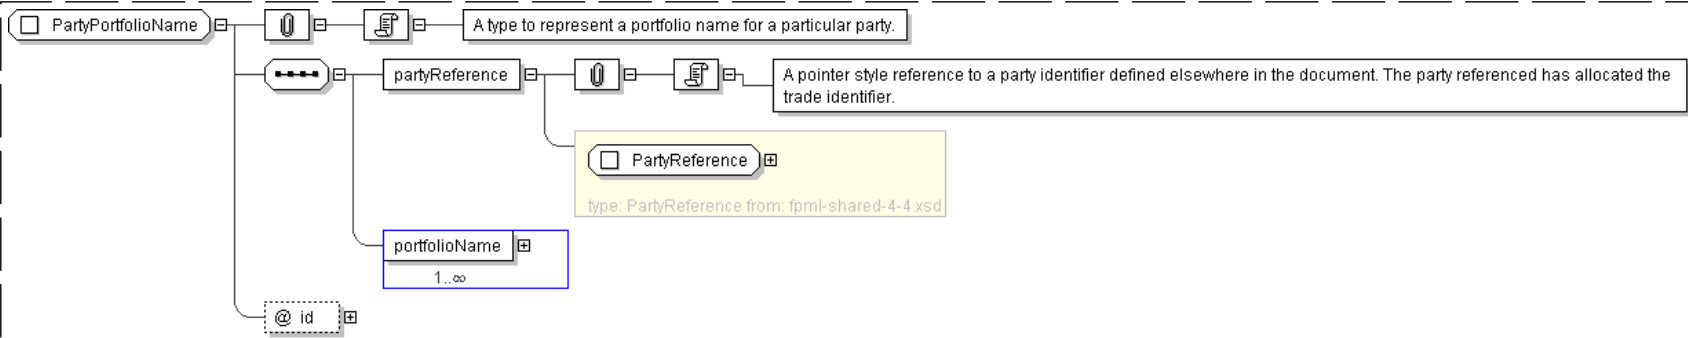 PartyPortfolioName
A type to represent a portfolio name for a particular party.
partyReference
A pointer style reference to a party identifier defined elsewhere in the document. The party referenced has allocated the
trade identifier.
PartyReference
type: PartyReference from: fpml-shared-4-4.xsd
portfolioName
1..∞
@ id